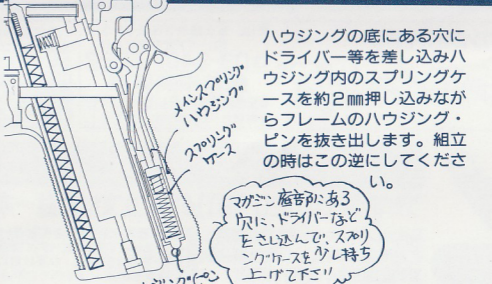 ハウジングの底にある穴に
ドライバー等を差し込みハ
ウジング内のスプリングケ
ースを約2㎜押し込みなが
らフレームのハウジング・
ピンを抜き出します。組立
の時はこの逆にしてくださ
い。
メインスプリング
ハウジング
スプリング
ケース
マガジン底部にある
穴に、ドライバーなど
をさし込んで、スプリ
ングケースを少し持ち
上げて下さい
ハウジングピン